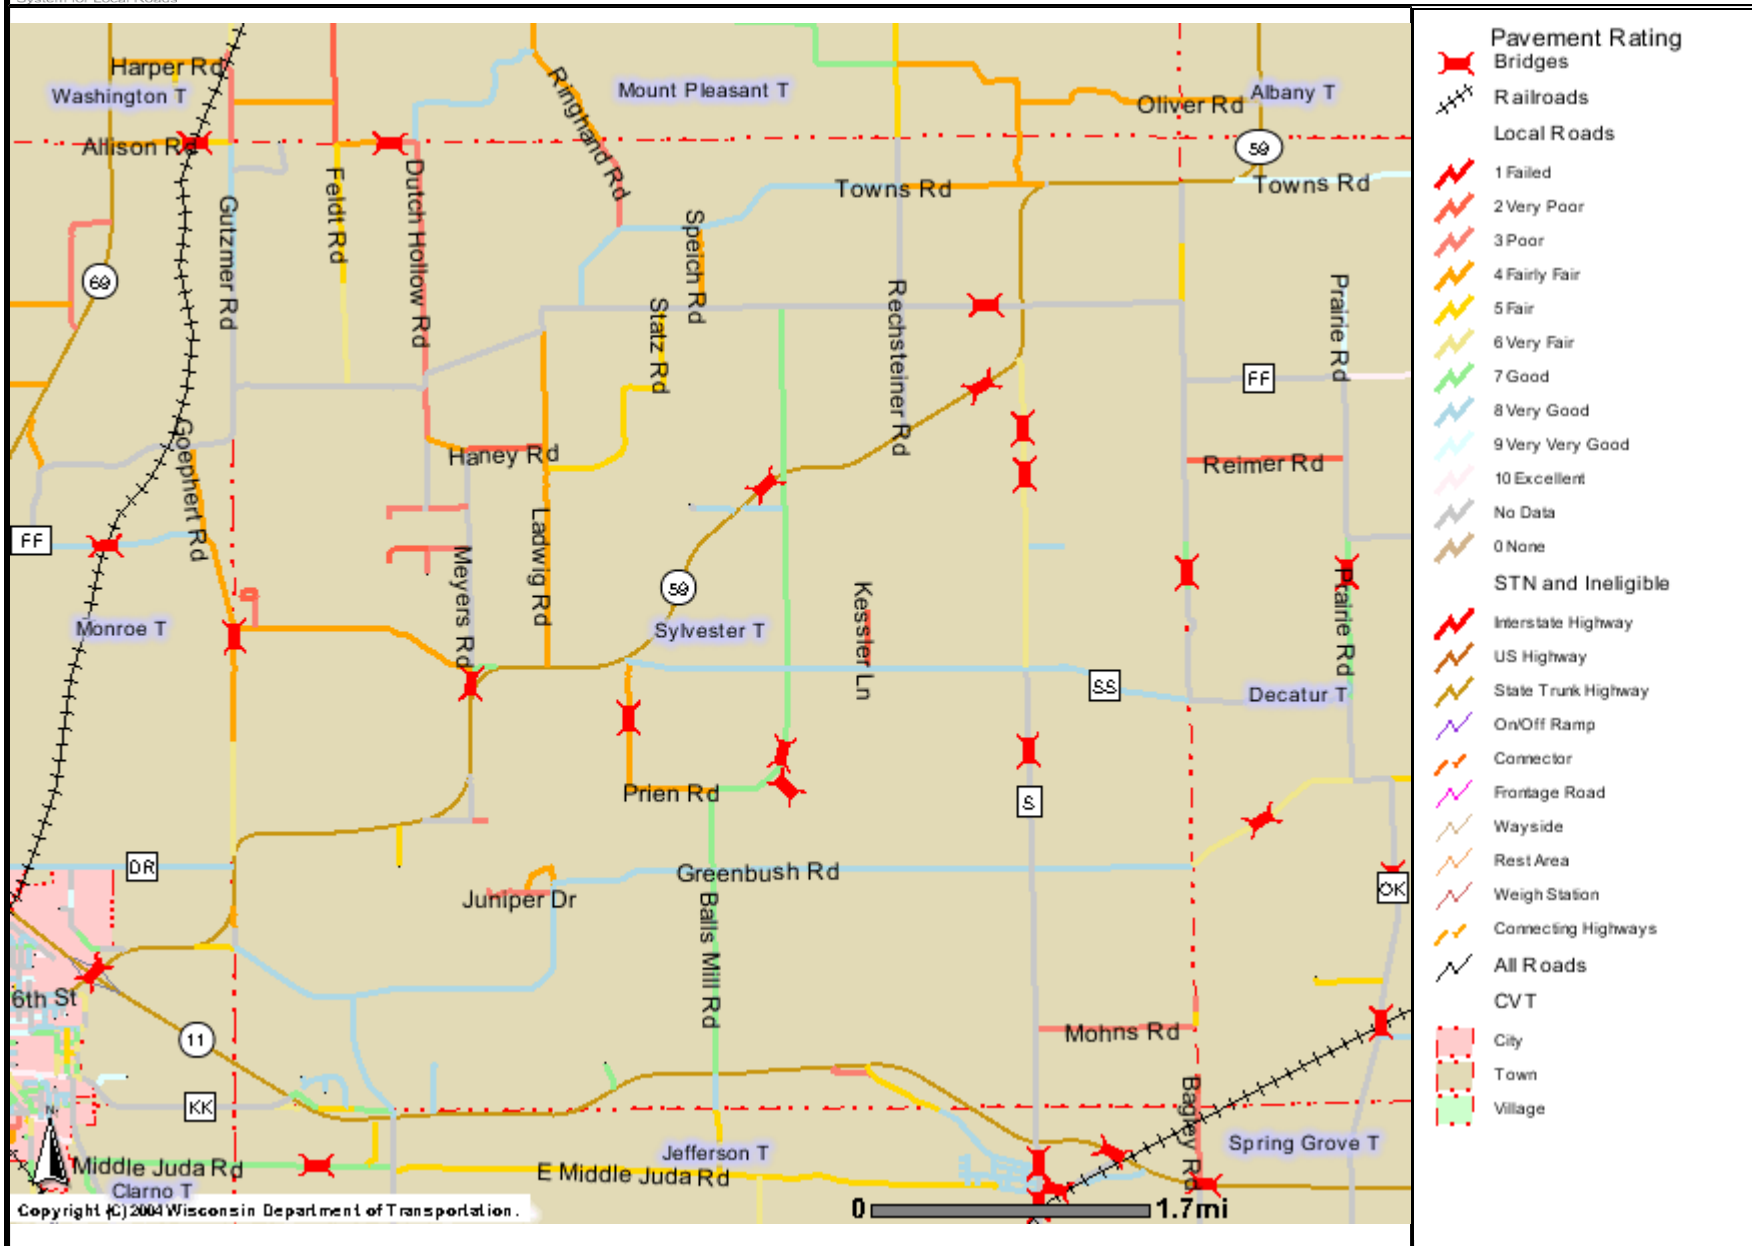 System for Local Roads
Harper Rd
Washington T
Mount Pleasant T
Oliver Rd
Albany T
Allison Rd
59
Ringhand Rd
Towns Rd
Towns Rd
Feldt Rd
Dutch Hollow Rd
Gutzmer Rd
Speich Rd
69
Statz Rd
Rechsteiner Rd
Prairie Rd
FF
Goephert Rd
Haney Rd
Reimer Rd
FF
Ladwig Rd
Meyers Rd
59
Kessler Ln
Prairie Rd
Monroe T
Sylvester T
SS
Decatur T
Prien Rd
S
DR
Greenbush Rd
OK
Juniper Dr
Balls Mill Rd
6th St
11
Mohns Rd
KK
Bagley Rd
N
Jefferson T
Spring Grove T
Middle Juda Rd
E Middle Juda Rd
Clarno T
Copyright (C) 2004 Wisconsin Department of Transportation.
0 1.7mi
Pavement Rating
Bridges
Railroads
Local Roads
1 Failed
2 Very Poor
3 Poor
4 Fairly Fair
5 Fair
6 Very Fair
7 Good
8 Very Good
9 Very Very Good
10 Excellent
No Data
0 None
STN and Ineligible
Interstate Highway
US Highway
State Trunk Highway
On/Off Ramp
Connector
Frontage Road
Wayside
Rest Area
Weigh Station
Connecting Highways
All Roads
CVT
City
Town
Village